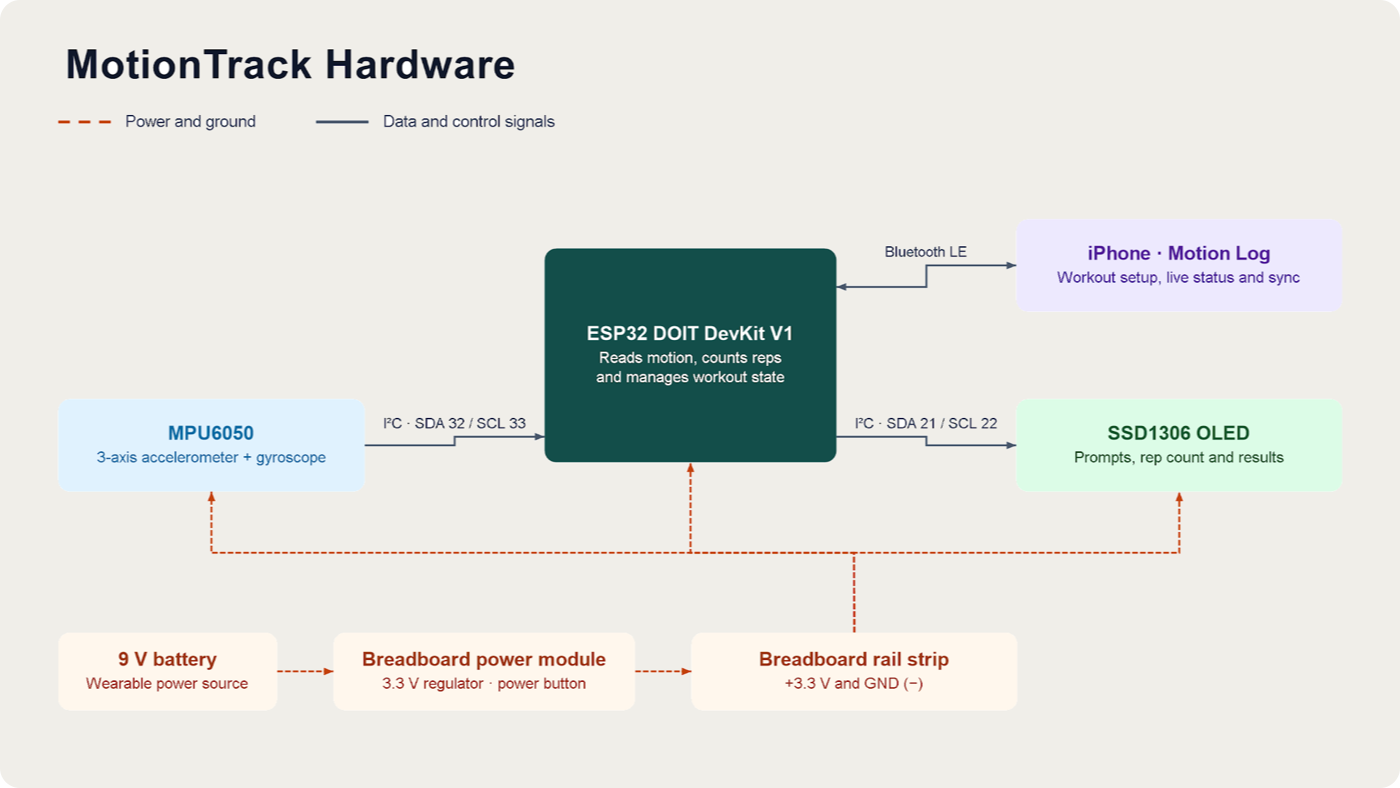 MotionTrack Hardware
Power and ground
Data and control signals
Bluetooth LE
iPhone · Motion Log
Workout setup, live status and sync
ESP32 DOIT DevKit V1
Reads motion, counts reps
and manages workout state
MPU6050
3-axis accelerometer + gyroscope
I²C · SDA 32 / SCL 33
I²C · SDA 21 / SCL 22
SSD1306 OLED
Prompts, rep count and results
9 V battery
Wearable power source
Breadboard power module
3.3 V regulator · power button
Breadboard rail strip
+3.3 V and GND (−)